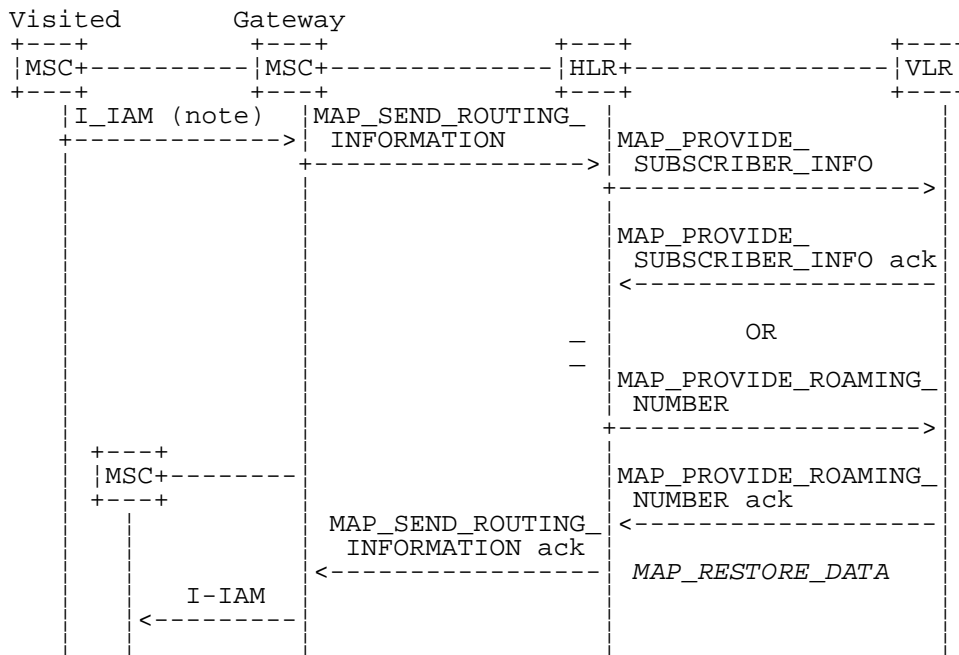 Visited Gateway
+---+ +---+ +---+ +----
¦MSC+----------¦MSC+--------------¦HLR+---------------¦VLR
+---+ +---+ +---+ +----
¦I_IAM (note) ¦MAP_SEND_ROUTING_ ¦ ¦
+------------->¦ INFORMATION ¦MAP_PROVIDE_ ¦
¦ +----------------->¦ SUBSCRIBER_INFO ¦
¦ ¦ +------------------->¦
¦ ¦ ¦ ¦
¦ ¦ ¦MAP_PROVIDE_ ¦
¦ ¦ ¦ SUBSCRIBER_INFO ack¦
¦ ¦ ¦<-------------------¦
¦ ¦ _ ¦ OR ¦
¦ ¦ _ ¦ ¦
¦ ¦ ¦MAP_PROVIDE_ROAMING_¦
¦ ¦ ¦ NUMBER ¦
¦ ¦ +------------------->¦
¦ +---+ ¦ ¦ ¦
¦ ¦MSC+--------¦ ¦MAP_PROVIDE_ROAMING_¦
¦ +---+ ¦ ¦ NUMBER ack ¦
¦ ¦ ¦ MAP_SEND_ROUTING_¦<-------------------¦
¦ ¦ ¦ INFORMATION ack ¦ ¦
¦ ¦ ¦<-----------------¦ MAP_RESTORE_DATA ¦
¦ ¦ I-IAM ¦ ¦ ¦
¦ ¦<---------¦ ¦ ¦
¦ ¦ ¦ ¦ ¦